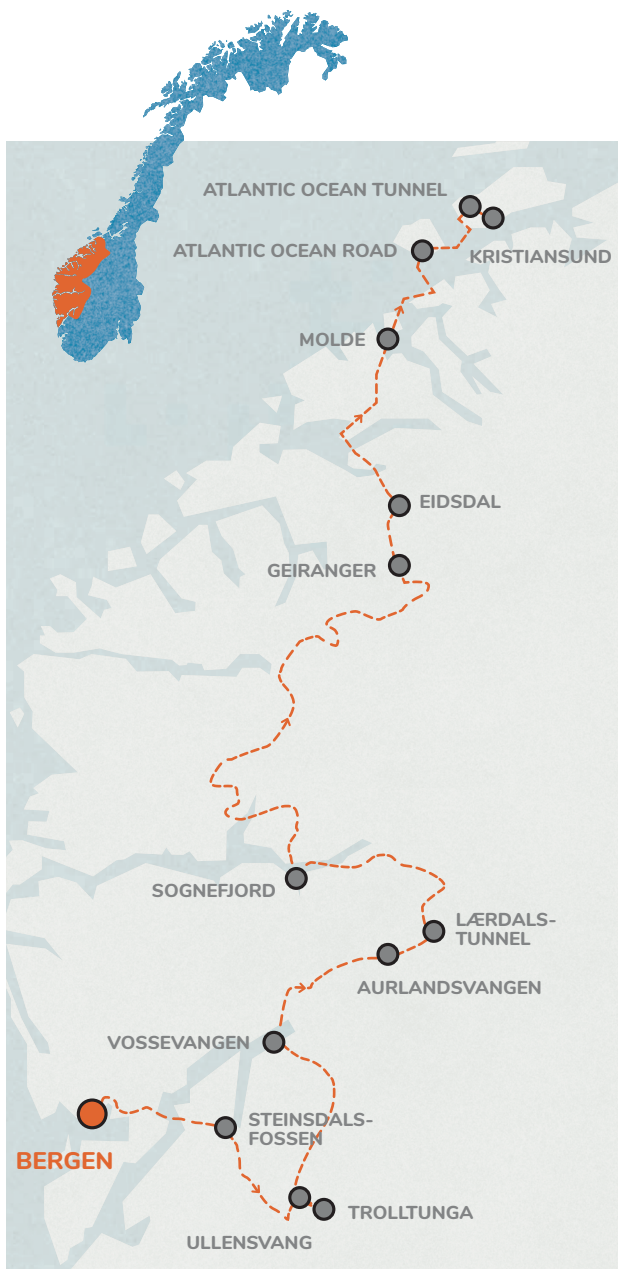 ATLANTIC OCEAN TUNNEL
KRISTIANSUND
ATLANTIC OCEAN ROAD
MOLDE
EIDSDAL
GEIRANGER
SOGNEFJORD
LÆRDALS-
TUNNEL
AURLANDSVANGEN
VOSSEVANGEN
STEINSDALS-
FOSSEN
BERGEN
TROLLTUNGA
ULLENSVANG